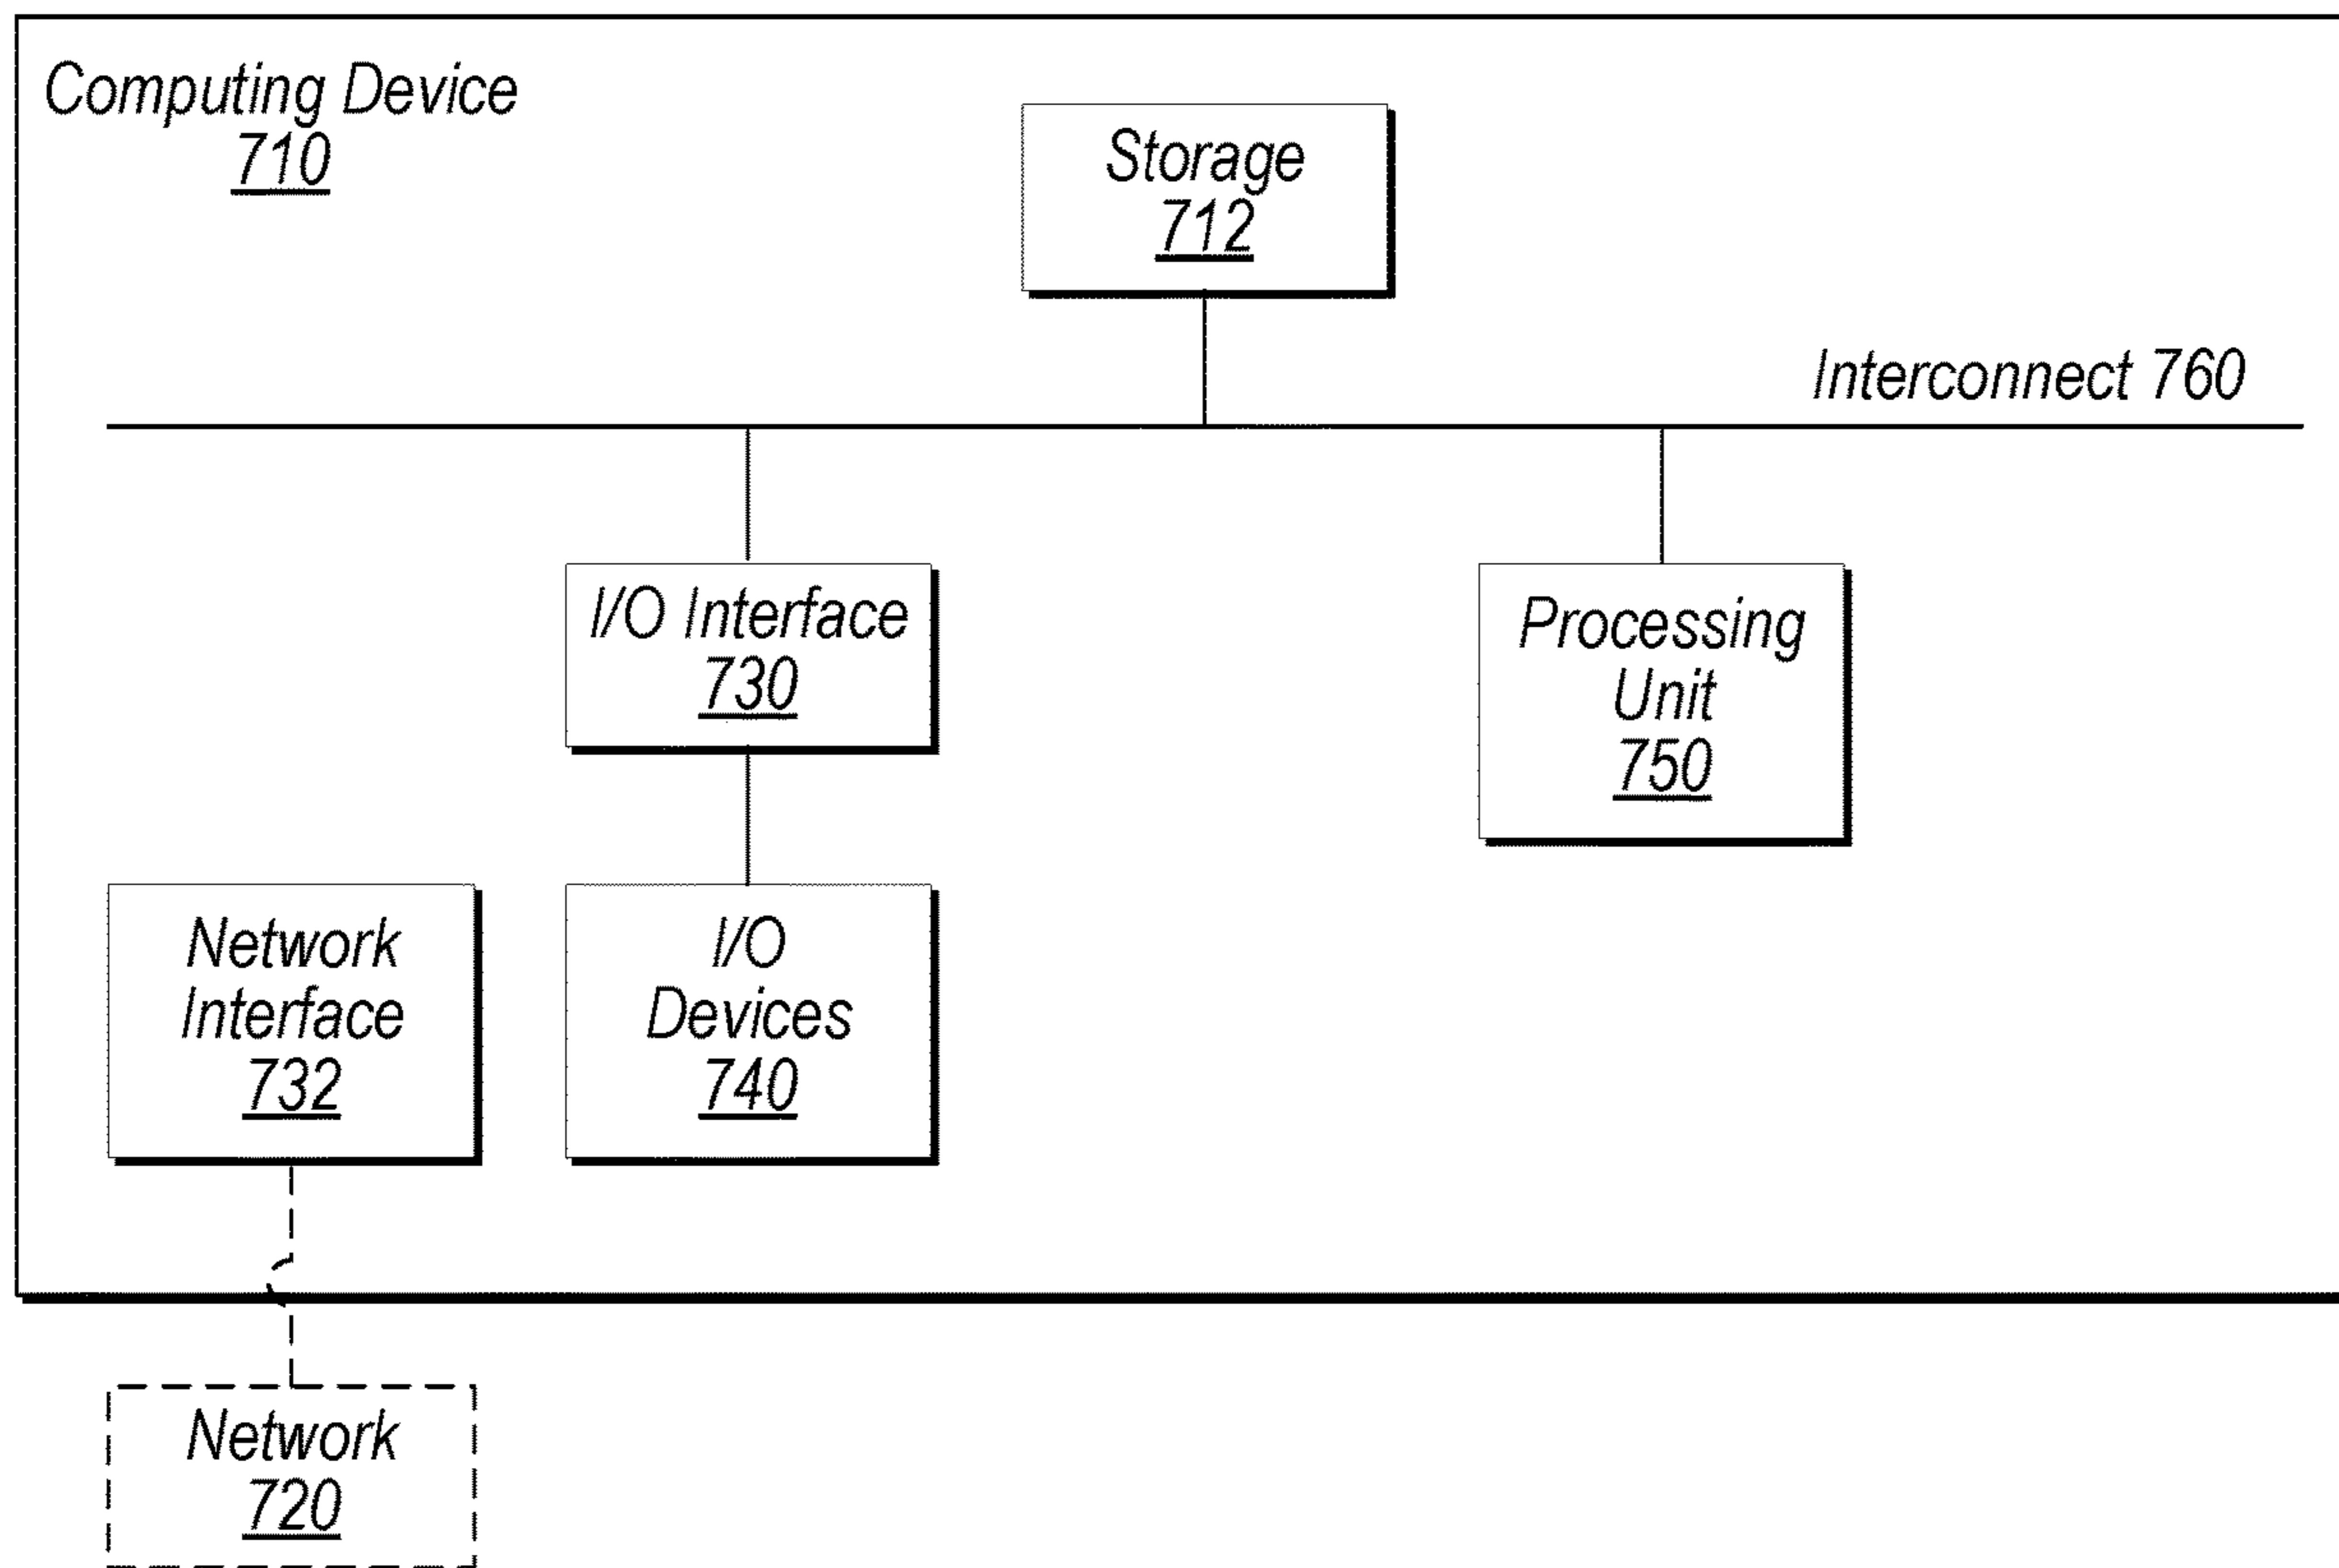 Computing Device
710
Storage
712
Interconnect 760
I/O Interface
730
Processing
Unit
750
Network
Interface
732
I/O
Devices
740
Network
720